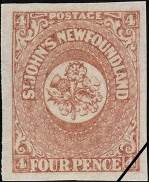 4 POSTAGE 4
ST. JOHN'S NEWFOUNDLAND
4 FOUR PENCE 4